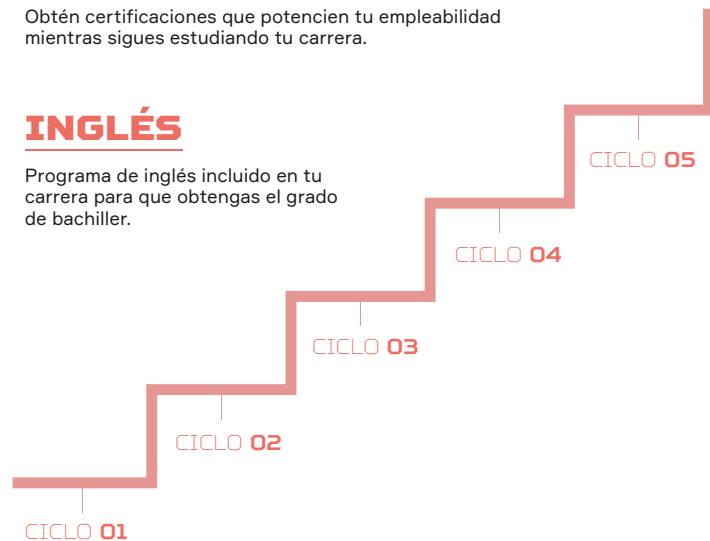 Obtén certificaciones que potencien tu empleabilidad
mientras sigues estudiando tu carrera.
INGLÉS
Programa de inglés incluido en tu
carrera para que obtengas el grado
de bachiller.
CICLO 05
CICLO 04
CICLO 03
CICLO 02
CICLO 01